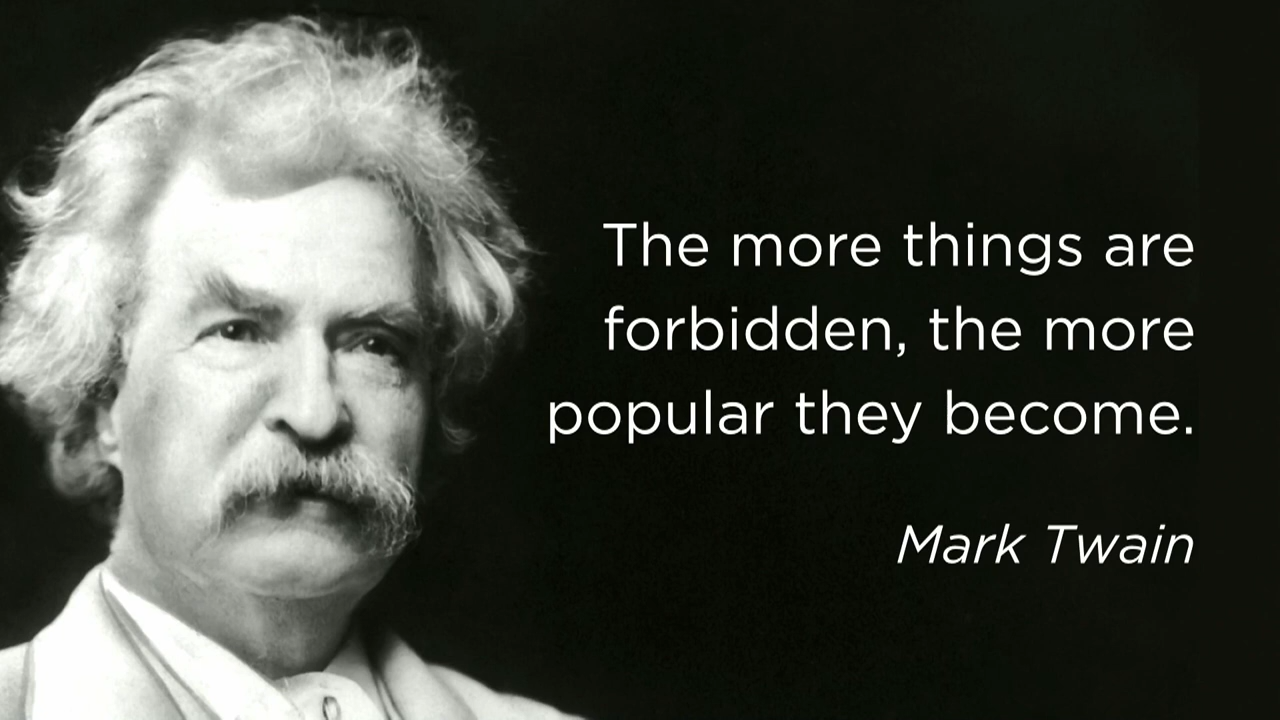 The more things are
forbidden, the more
popular they become.
Mark Twain